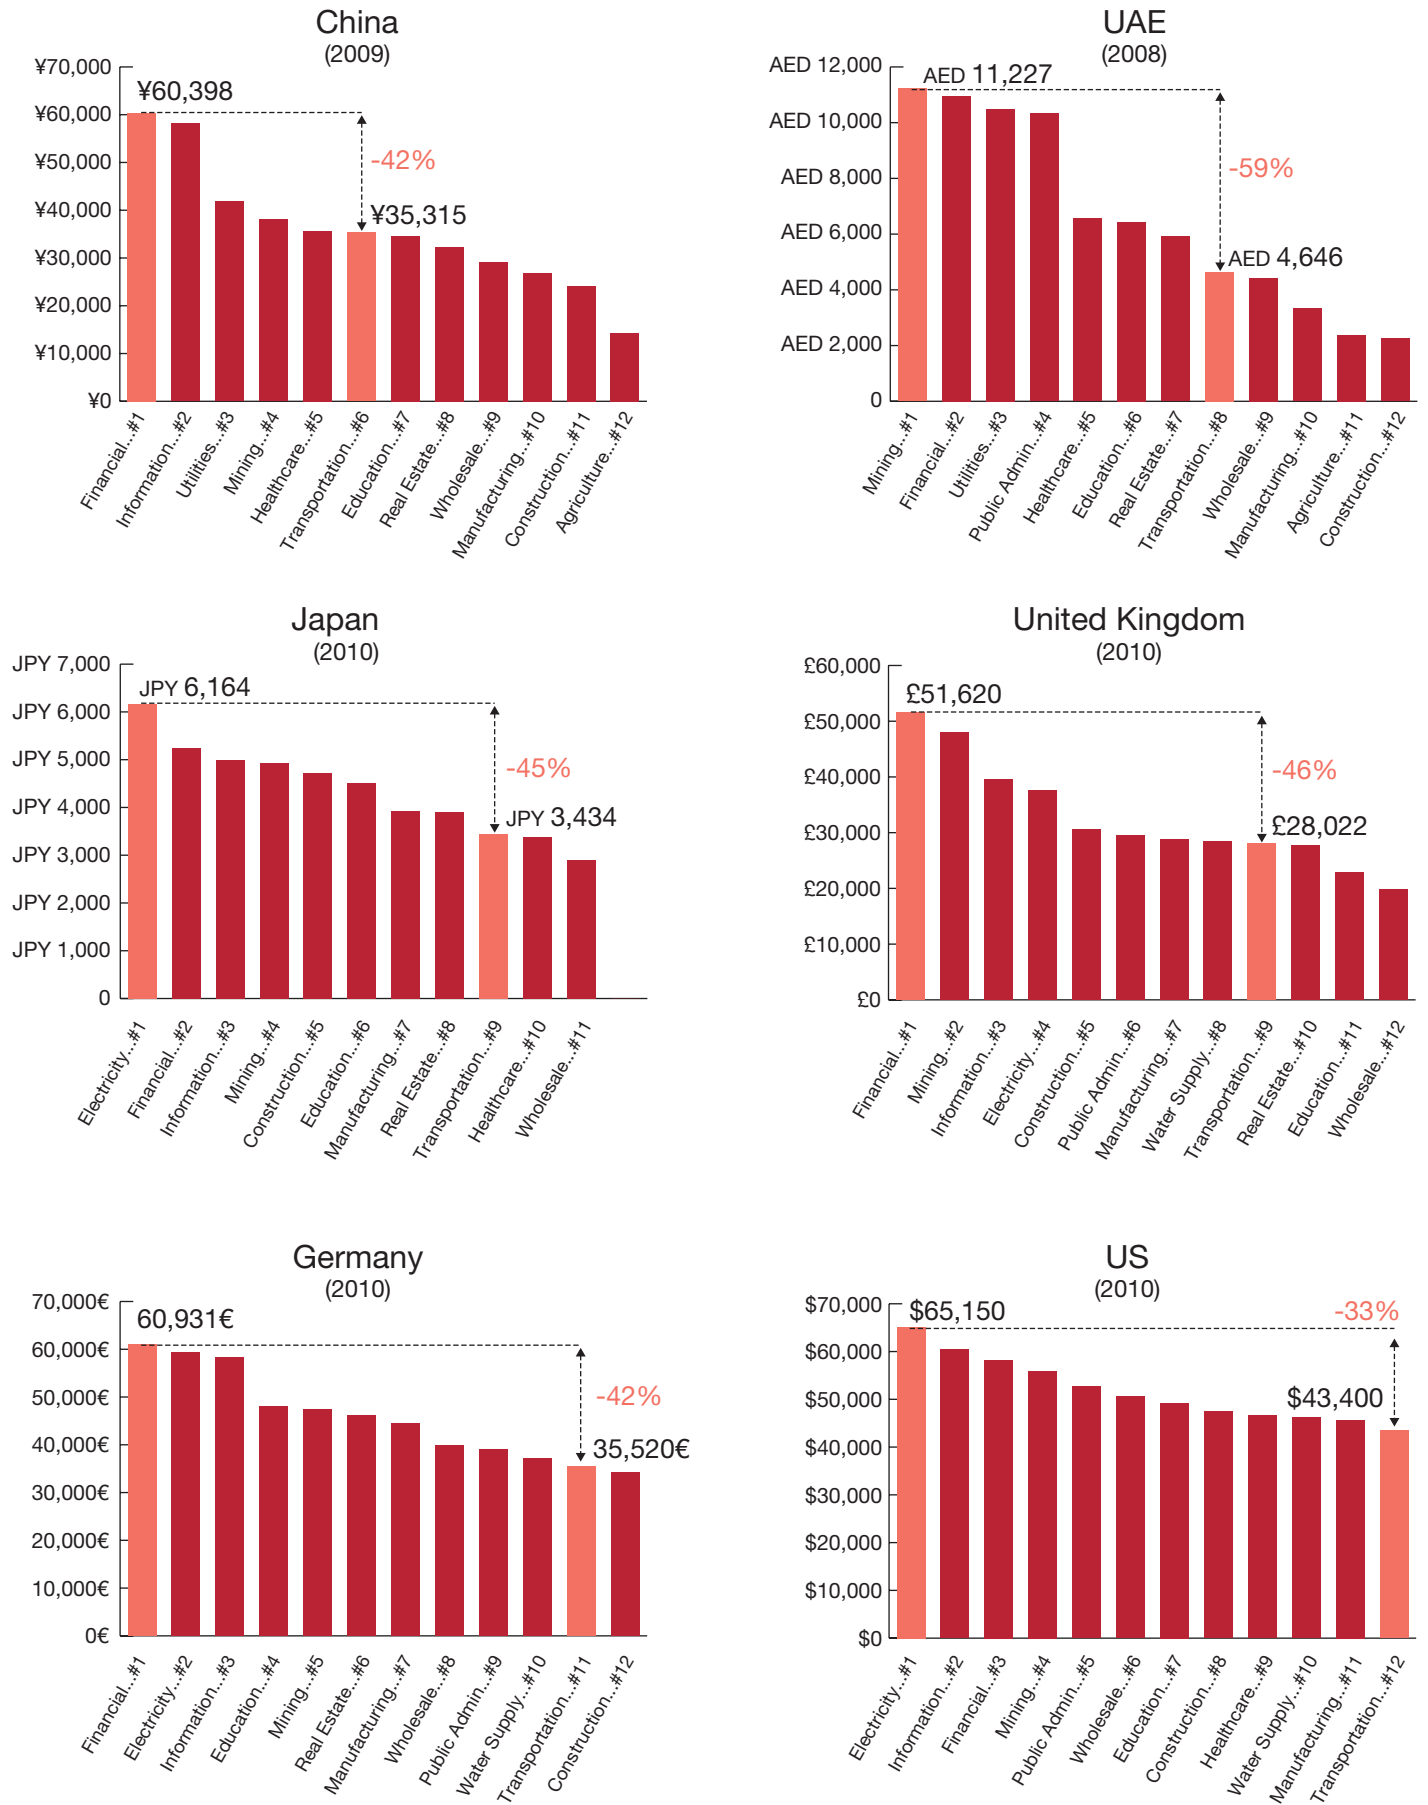 China
(2009)
¥70,000
¥60,000
¥50,000
¥40,000
¥30,000
¥20,000
¥10,000
¥0
¥60,398
-42%
¥35,315
Financial...#1
Information...#2
Utilities...#3
Mining...#4
Healthcare...#5
Transportation...#6
Education...#7
Real Estate...#8
Wholesale...#9
Manufacturing...#10
Construction...#11
Agriculture...#12
UAE
(2008)
AED 12,000
AED 10,000
AED 8,000
AED 6,000
AED 4,000
AED 2,000
0
AED 11,227
-59%
AED 4,646
Mining...#1
Financial...#2
Utilities...#3
Public Admin...#4
Healthcare...#5
Education...#6
Real Estate...#7
Transportation...#8
Wholesale...#9
Manufacturing...#10
Agriculture...#11
Construction...#12
Japan
(2010)
JPY 7,000
JPY 6,000
JPY 5,000
JPY 4,000
JPY 3,000
JPY 2,000
JPY 1,000
0
JPY 6,164
-45%
JPY 3,434
Electricity...#1
Financial...#2
Information...#3
Mining...#4
Construction...#5
Education...#6
Manufacturing...#7
Real Estate...#8
Transportation...#9
Healthcare...#10
Wholesale...#11
United Kingdom
(2010)
£60,000
£50,000
£40,000
£30,000
£20,000
£10,000
£0
£51,620
-46%
£28,022
Financial...#1
Mining...#2
Information...#3
Electricity...#4
Construction...#5
Public Admin...#6
Manufacturing...#7
Water Supply...#8
Transportation...#9
Real Estate...#10
Education...#11
Wholesale...#12
Germany
(2010)
70,000€
60,000€
50,000€
40,000€
30,000€
20,000€
10,000€
0€
60,931€
-42%
35,520€
Financial...#1
Electricity...#2
Information...#3
Education...#4
Mining...#5
Real Estate...#6
Manufacturing...#7
Wholesale...#8
Public Admin...#9
Water Supply...#10
Transportation...#11
Construction...#12
US
(2010)
$70,000
$60,000
$50,000
$40,000
$30,000
$20,000
$10,000
$0
$65,150
-33%
$43,400
Electricity...#1
Information...#2
Financial...#3
Mining...#4
Public Admin...#5
Wholesale...#6
Education...#7
Construction...#8
Healthcare...#9
Water Supply...#10
Manufacturing...#11
Transportation...#12